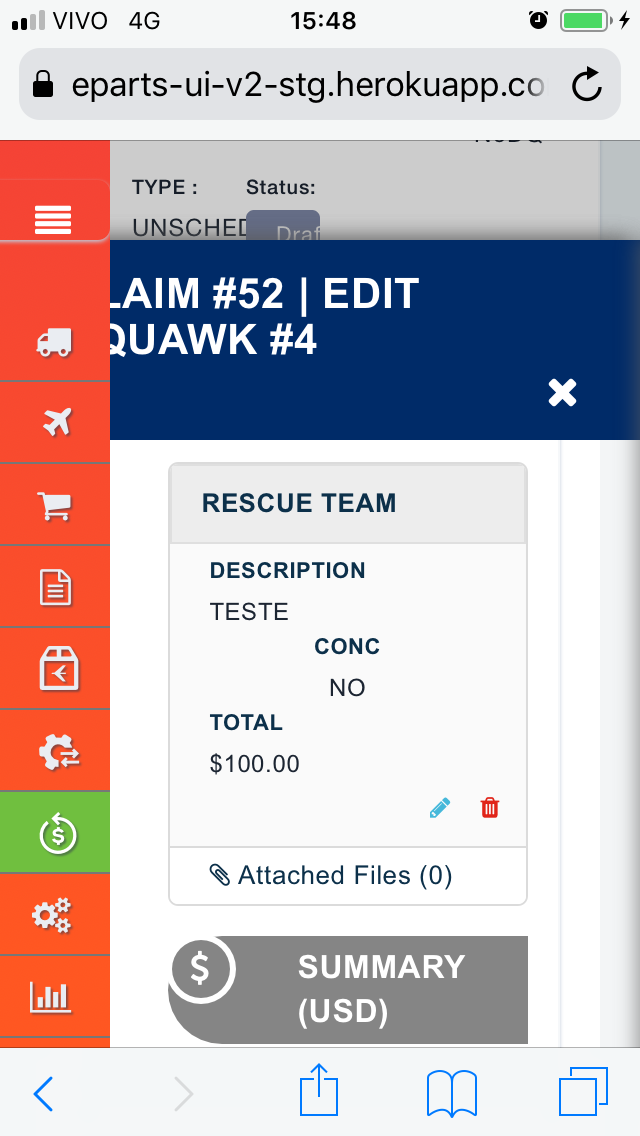 VIVO 4G 15:48
eparts-ui-v2-stg.herokuapp.co
TYPE : Status:
UNSCHED Draf
LAIM #52 | EDIT
QUAWK #4
RESCUE TEAM
DESCRIPTION
TESTE
CONC
NO
TOTAL
$100.00
Attached Files (0)
$ SUMMARY
(USD)